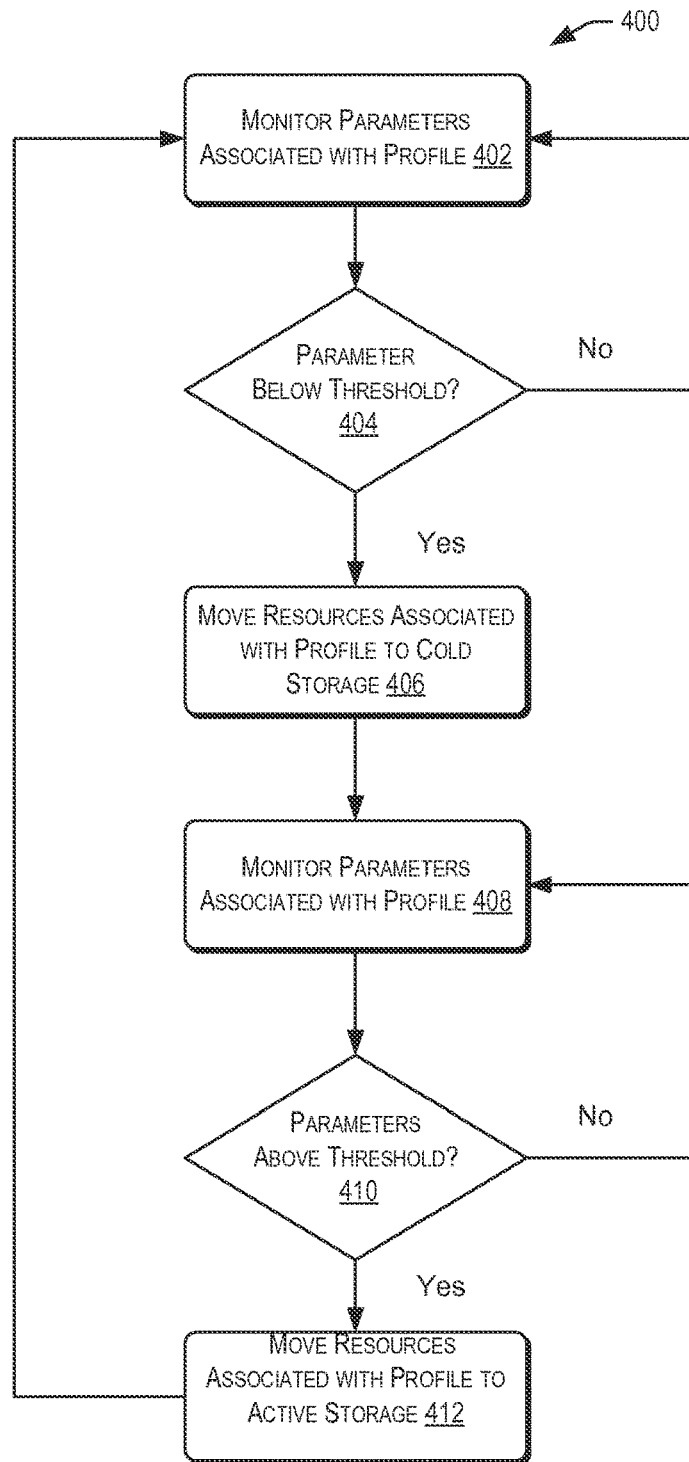 400
Monitor Parameters
Associated with Profile 402
Parameter
Below Threshold?
404
No
Yes
Move Resources Associated
with Profile to Cold
Storage 406
Monitor Parameters
Associated with Profile 408
Parameters
Above Threshold?
410
No
Yes
Move Resources
Associated with Profile to
Active Storage 412